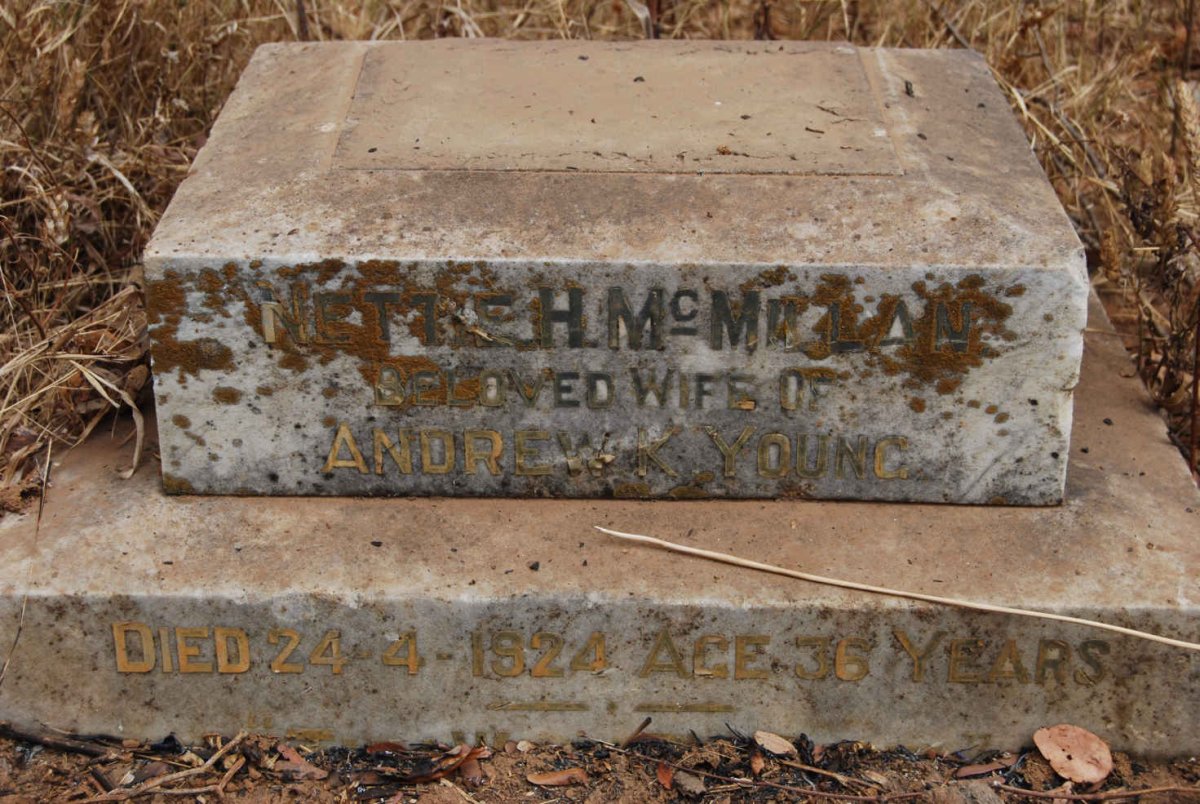 NETTIE H. McMILLAN
BELOVED WIFE OF
ANDREW K YOUNG
DIED 24-4-1924 AGE 36 YEARS